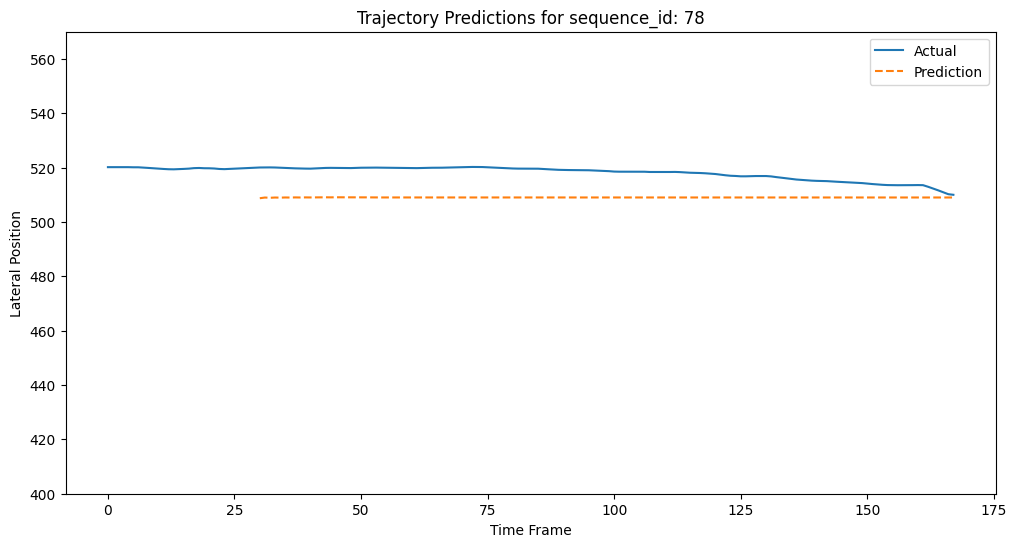 Trajectory Predictions for sequence_id: 78
Actual
Prediction
Lateral Position
560
540
520
500
480
460
440
420
400
0 25 50 75 100 125 150 175
Time Frame